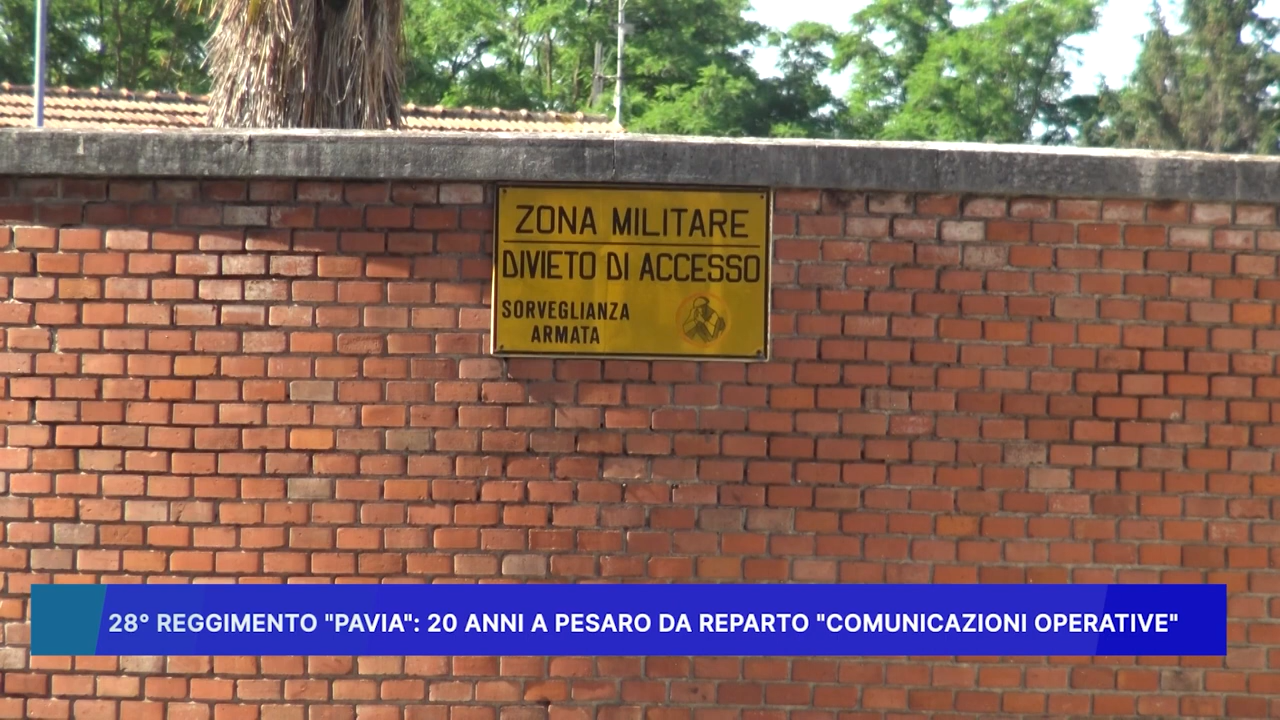 ZONA MILITARE
DIVIETO DI ACCESSO
SORVEGLIANZA
ARMATA
28° REGGIMENTO "PAVIA": 20 ANNI A PESARO DA REPARTO "COMUNICAZIONI OPERATIVE"